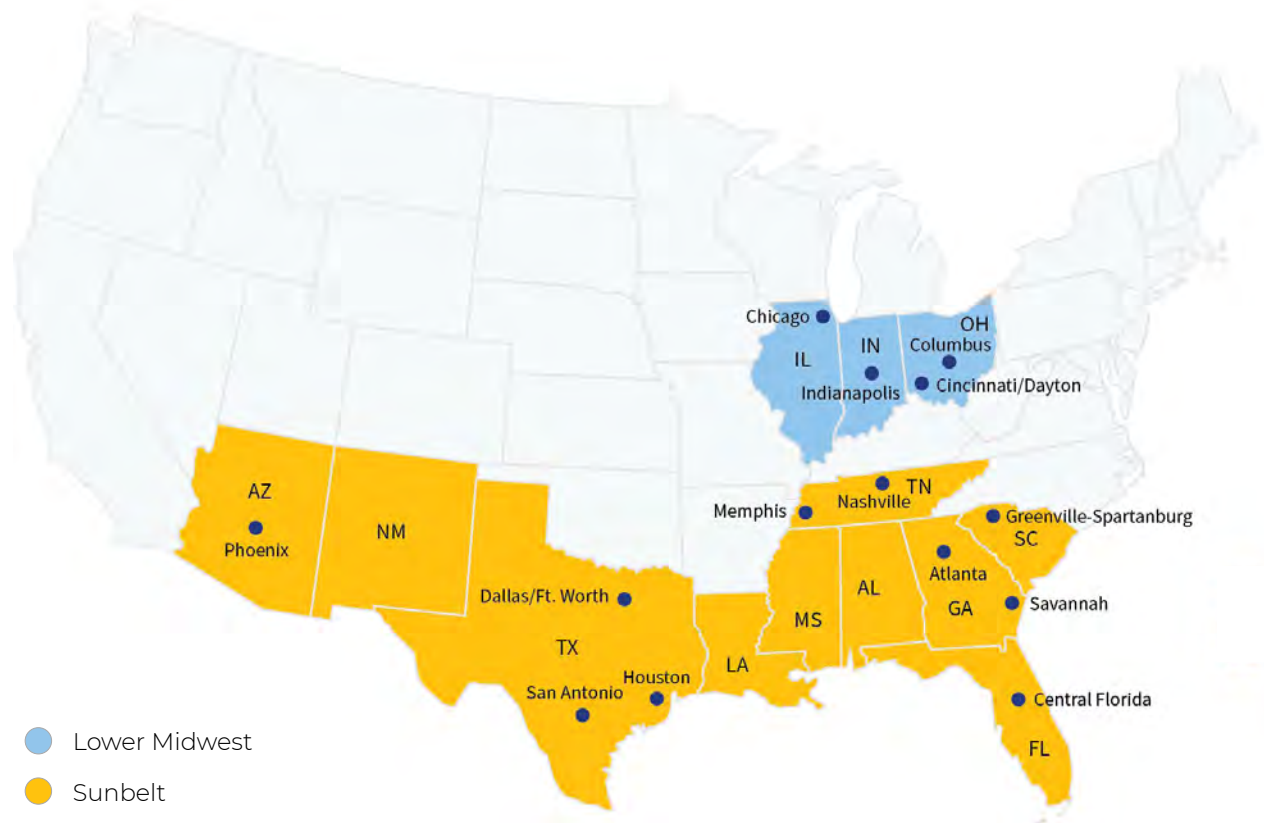 Chicago
OH
IN
Columbus
IL
Indianapolis
Cincinnati/Dayton
AZ
Phoenix
NM
Memphis
Nashville
TN
Greenville-Spartanburg
SC
Atlanta
AL
GA
Savannah
MS
Dallas/Ft. Worth
TX
LA
Houston
San Antonio
Central Florida
FL
Lower Midwest
Sunbelt